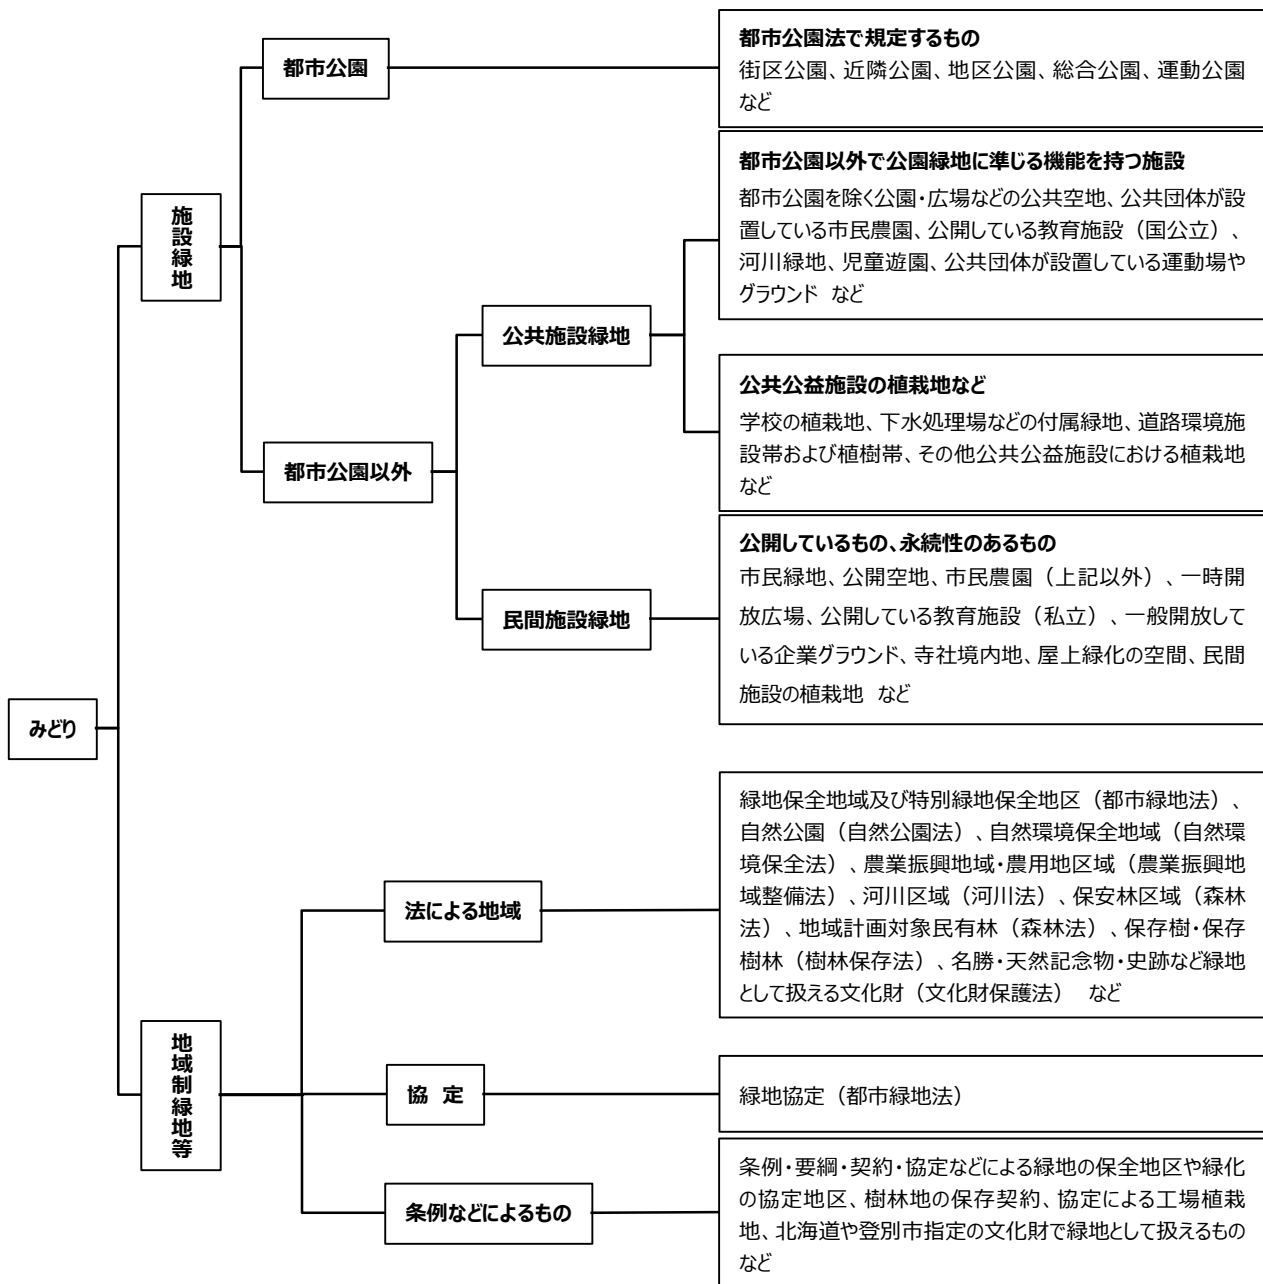 都市公園
都市公園法で規定するもの
街区公園、近隣公園、地区公園、総合公園、運動公園
など
施設緑地
都市公園以外
公共施設緑地
都市公園以外で公園緑地に準じる機能を持つ施設
都市公園を除く公園・広場などの公共空地、公共団体が設
置している市民農園、公開している教育施設（国公立）、
河川緑地、児童遊園、公共団体が設置している運動場や
グラウンド など
公共公益施設の植栽地など
学校の植栽地、下水処理場などの付属緑地、道路環境施
設帯および植樹帯、その他公共公益施設における植栽地
など
民間施設緑地
公開しているもの、永続性のあるもの
市民緑地、公開空地、市民農園（上記以外）、一時開
放広場、公開している教育施設（私立）、一般開放して
いる企業グラウンド、寺社境内地、屋上緑化の空間、民間
施設の植栽地 など
みどり
地域制緑地等
法による地域
緑地保全地域及び特別緑地保全地区（都市緑地法）、
自然公園（自然公園法）、自然環境保全地域（自然環
境保全法）、農業振興地域・農用地区域（農業振興地
域整備法）、河川区域（河川法）、保安林区域（森林
法）、地域計画対象民有林（森林法）、保存樹・保存
樹林（樹林保存法）、名勝・天然記念物・史跡など緑地
として扱える文化財（文化財保護法） など
協 定
緑地協定（都市緑地法）
条例などによるもの
条例・要綱・契約・協定などによる緑地の保全地区や緑化
の協定地区、樹林地の保存契約、協定による工場植栽
地、北海道や登別市指定の文化財で緑地として扱えるもの
など